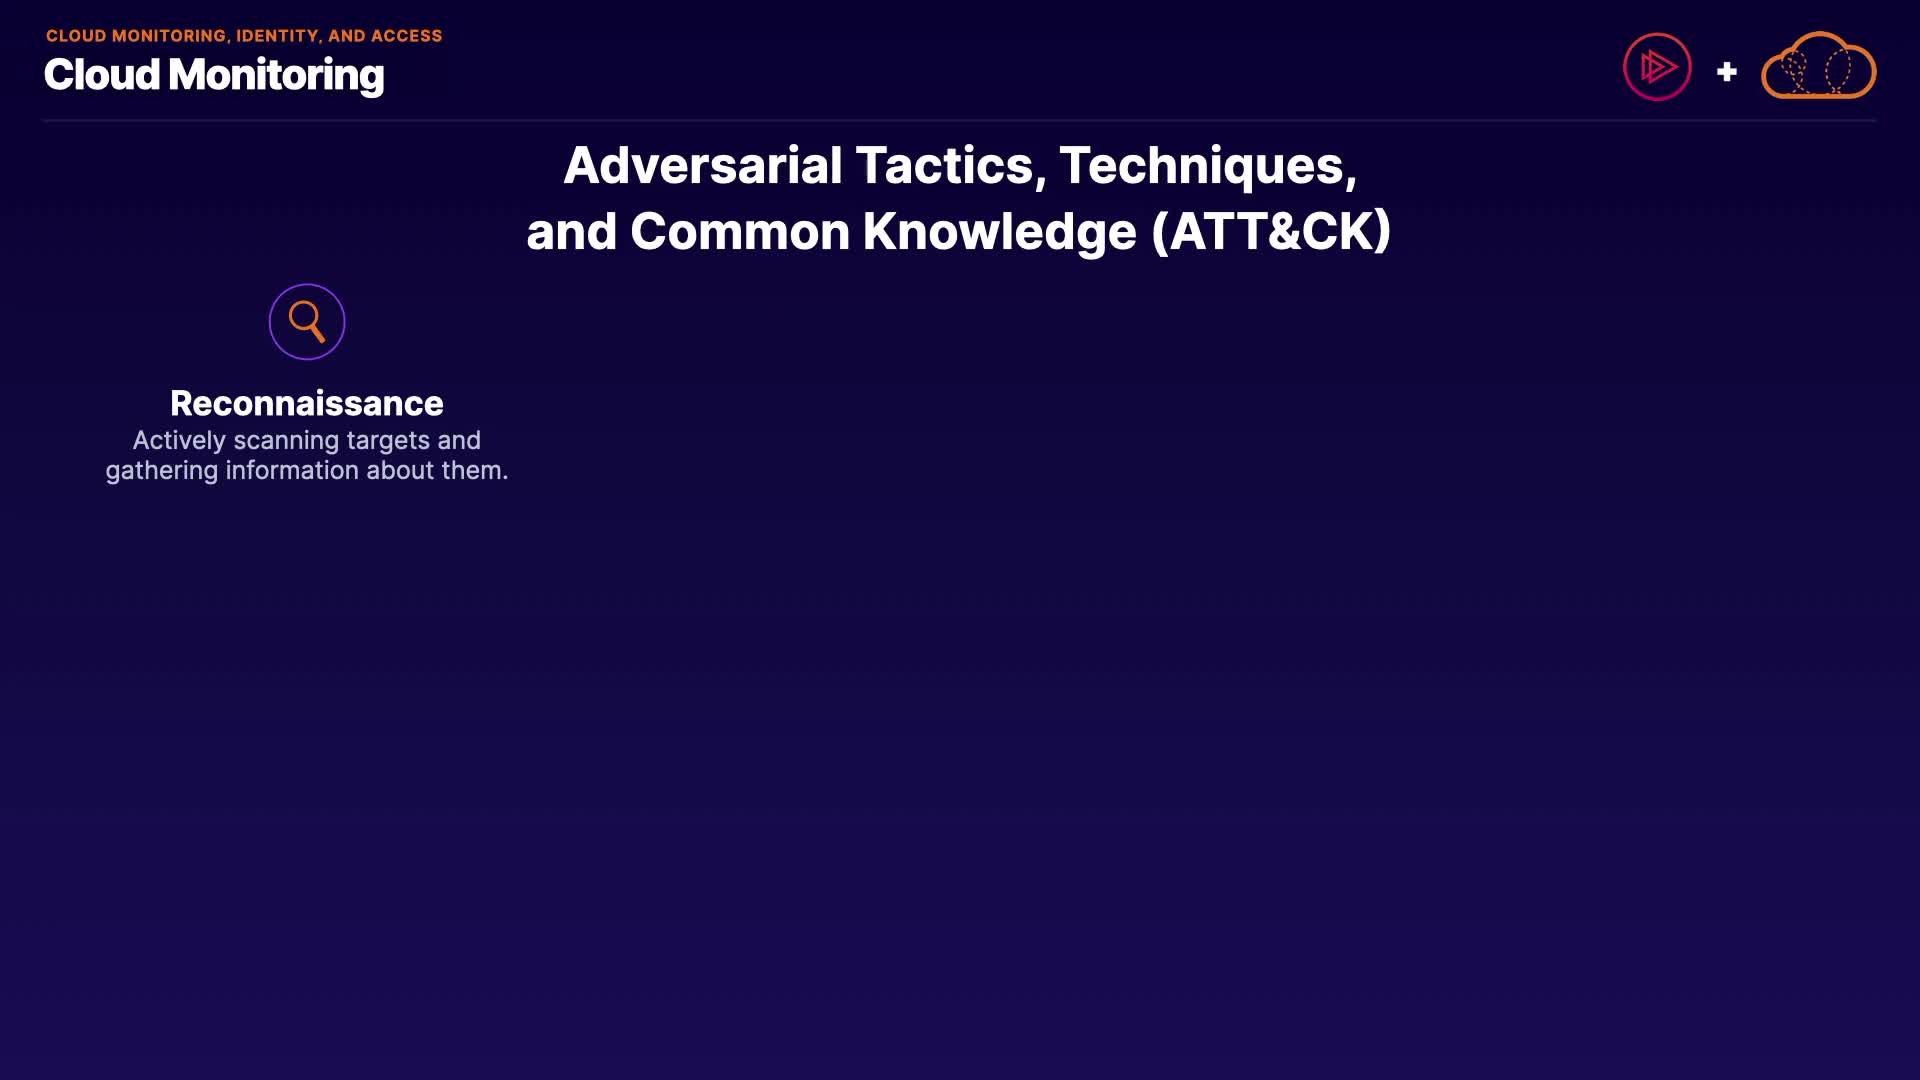 CLOUD MONITORING, IDENTITY, AND ACCESS
Cloud Monitoring
Adversarial Tactics, Techniques,
and Common Knowledge (ATT&CK)
Reconnaissance
Actively scanning targets and
gathering information about them.